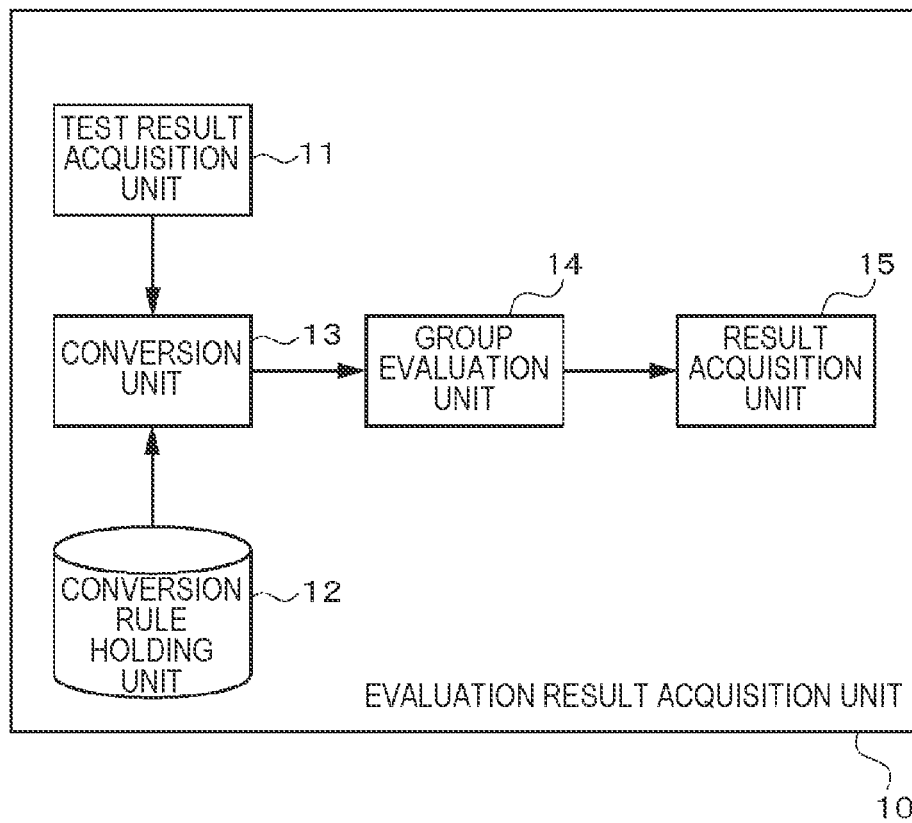 TEST RESULT
ACQUISITION
UNIT
11
CONVERSION
UNIT
13
GROUP
EVALUATION
UNIT
14
RESULT
ACQUISITION
UNIT
15
CONVERSION
RULE
HOLDING
UNIT
12
EVALUATION RESULT ACQUISITION UNIT
10